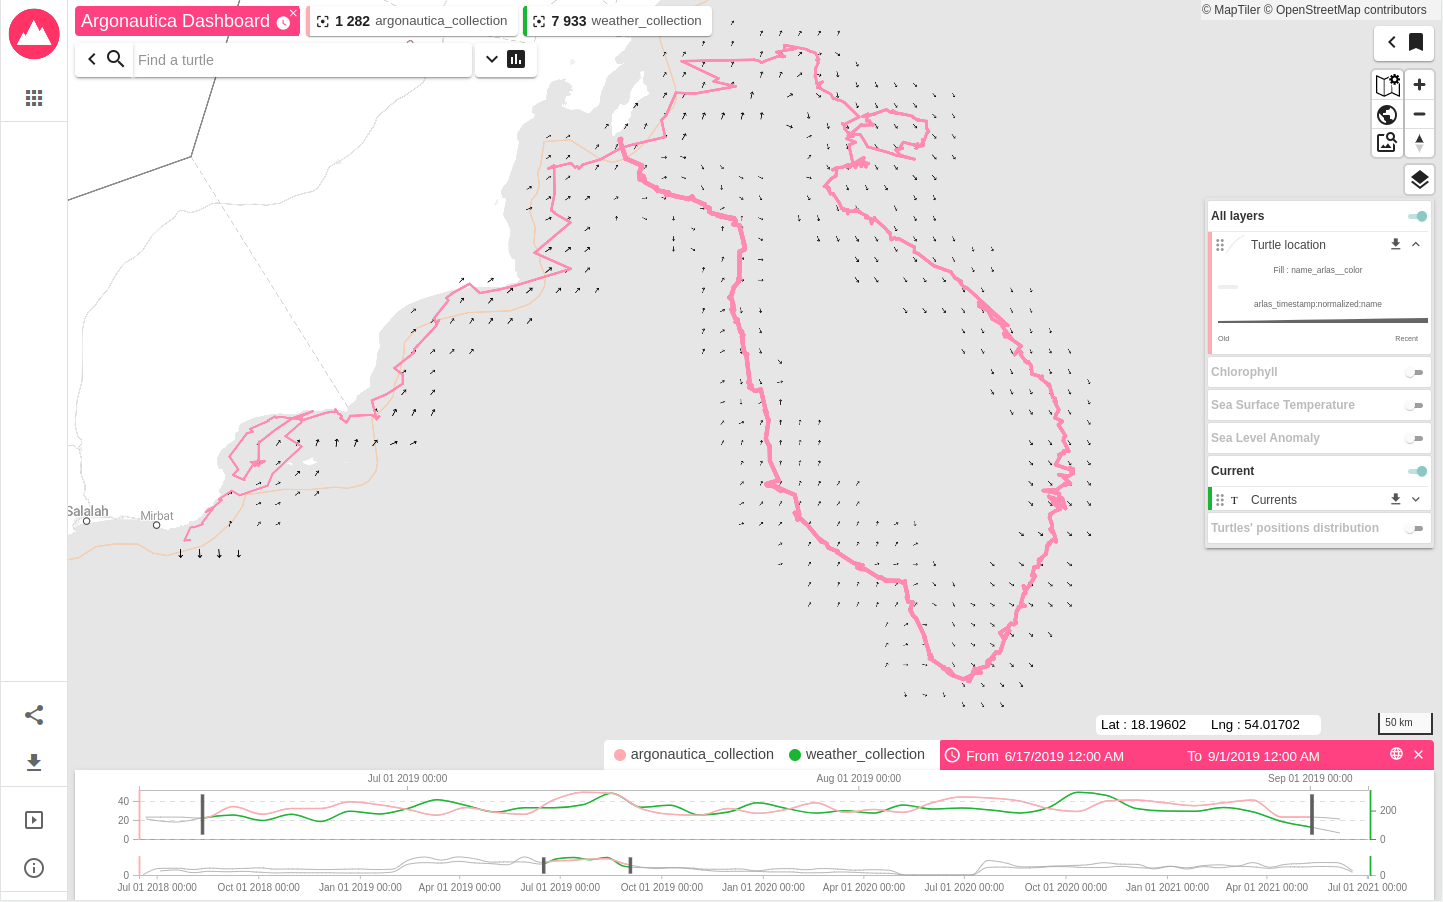 Argonautica Dashboard
1 282 argonautica_collection
7 933 weather_collection
© MapTiler © OpenStreetMap contributors
Find a turtle
All layers
Turtle location
Fill : name_arlas__color
arlas_timestamp:normalized:name
Old
Recent
Chlorophyll
Sea Surface Temperature
Sea Level Anomaly
Current
T Currents
Turtles' positions distribution
Salalah
Mirbat
Lat : 18.19602 Lng : 54.01702
50 km
argonautica_collection weather_collection
From 6/17/2019 12:00 AM To 9/1/2019 12:00 AM
Jul 01 2019 00:00 Aug 01 2019 00:00 Sep 01 2019 00:00
40
20
0
200
0
0
0
Jul 01 2018 00:00 Oct 01 2018 00:00 Jan 01 2019 00:00 Apr 01 2019 00:00 Jul 01 2019 00:00 Oct 01 2019 00:00 Jan 01 2020 00:00 Apr 01 2020 00:00 Jul 01 2020 00:00 Oct 01 2020 00:00 Jan 01 2021 00:00 Apr 01 2021 00:00 Jul 01 2021 00:00